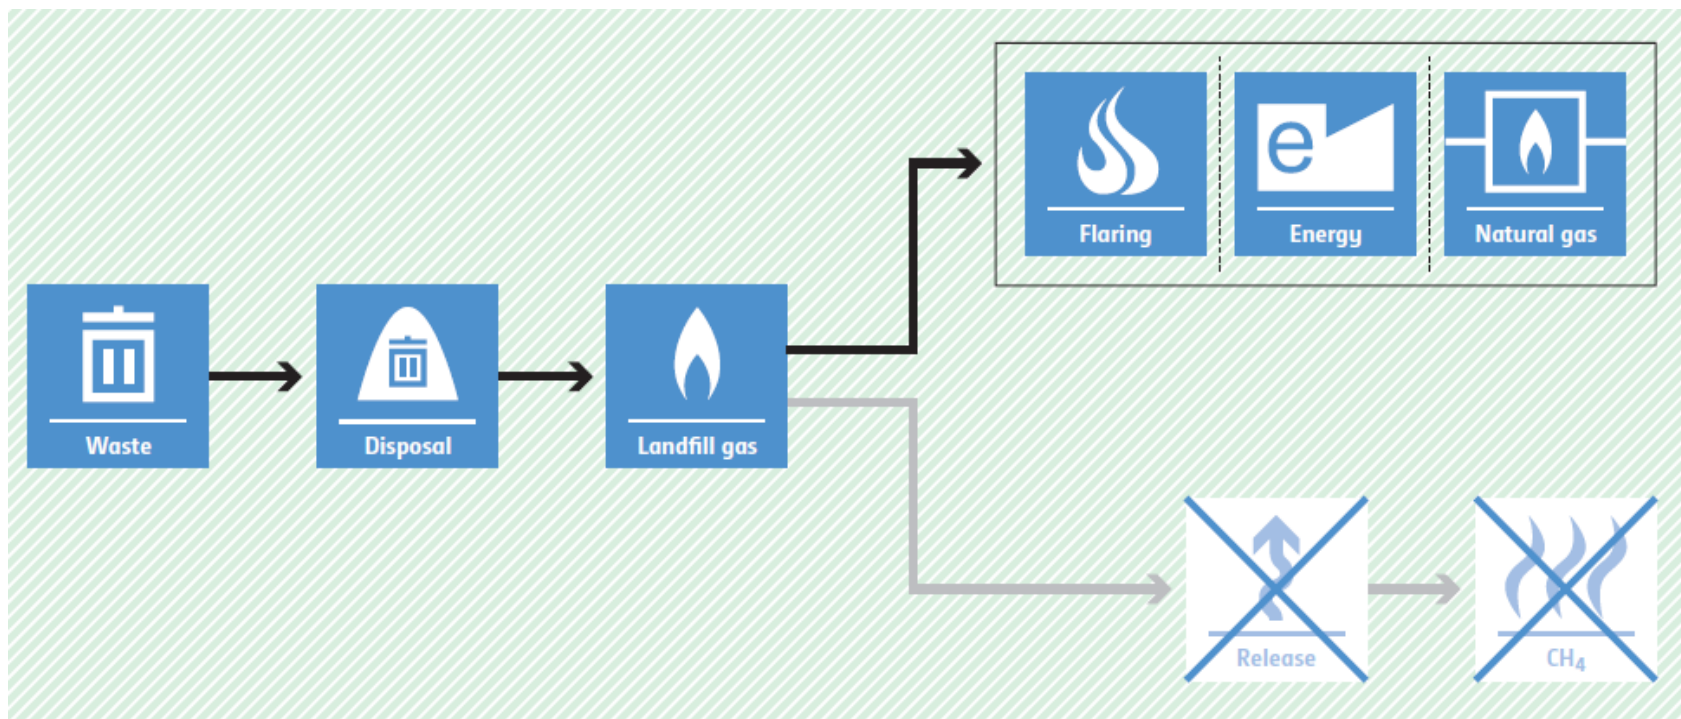 Flaring
e
Energy
Natural gas
Waste
Disposal
Landfill gas
Release
CH₄